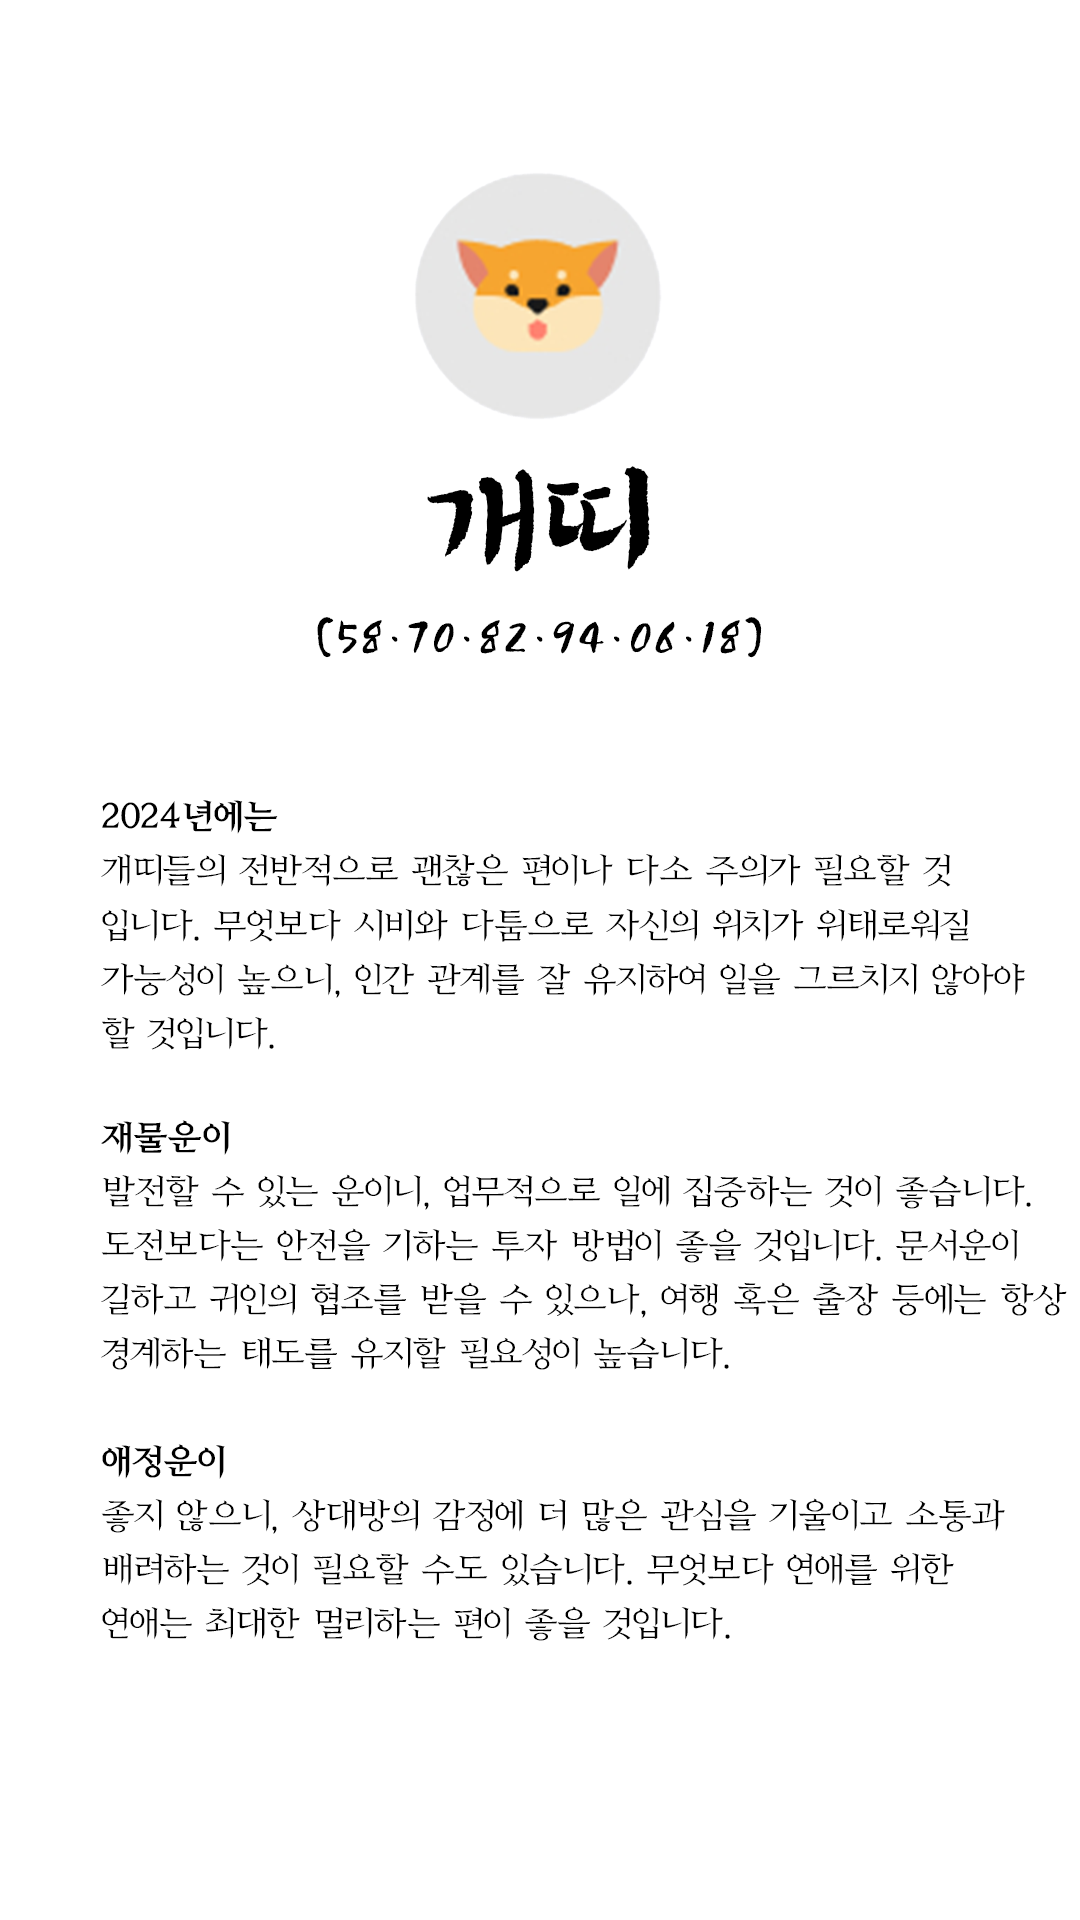 개띠
(58·70·82·94·06·18)
2024년에는
개띠들의 전반적으로 괜찮은 편이나 다소 주의가 필요할 것
입니다. 무엇보다 시비와 다툼으로 자신의 위치가 위태로워질
가능성이 높으니, 인간 관계를 잘 유지하여 일을 그르치지 않아야
할 것입니다.
재물운이
발전할 수 있는 운이니, 업무적으로 일에 집중하는 것이 좋습니다.
도전보다는 안전을 기하는 투자 방법이 좋을 것입니다. 문서운이
길하고 귀인의 협조를 받을 수 있으나, 여행 혹은 출장 등에는 항상
경계하는 태도를 유지할 필요성이 높습니다.
애정운이
좋지 않으니, 상대방의 감정에 더 많은 관심을 기울이고 소통과
배려하는 것이 필요할 수도 있습니다. 무엇보다 연애를 위한
연애는 최대한 멀리하는 편이 좋을 것입니다.